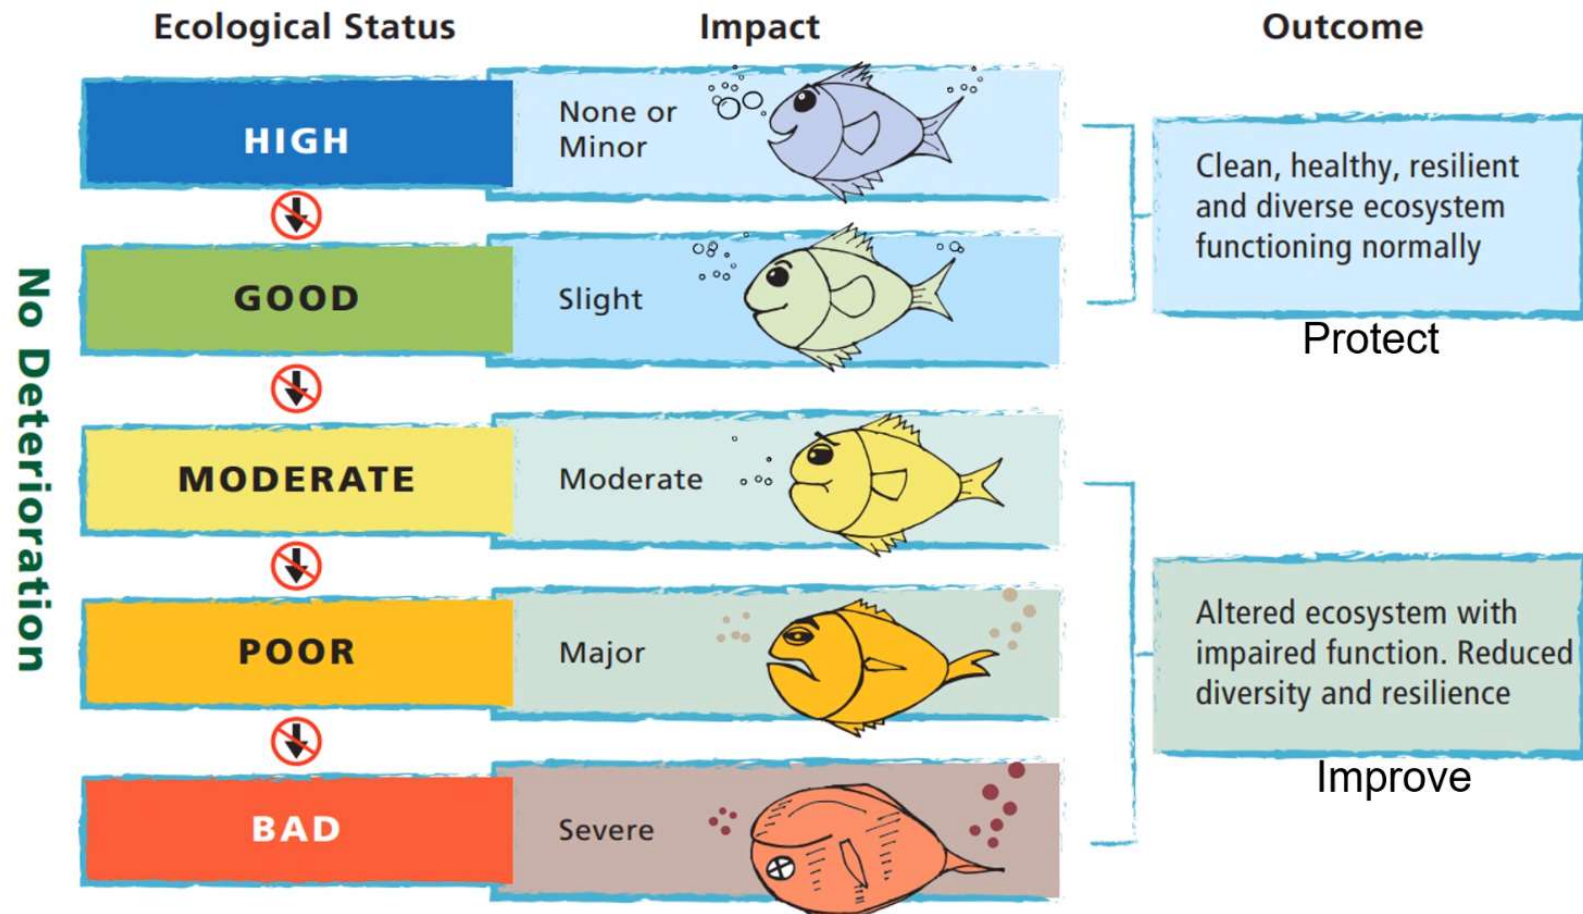 Ecological Status
Impact
Outcome
No Deterioration
HIGH
None or
Minor
GOOD
Slight
Clean, healthy, resilient
and diverse ecosystem
functioning normally
Protect
MODERATE
Moderate
POOR
Major
BAD
Severe
Altered ecosystem with
impaired function. Reduced
diversity and resilience
Improve